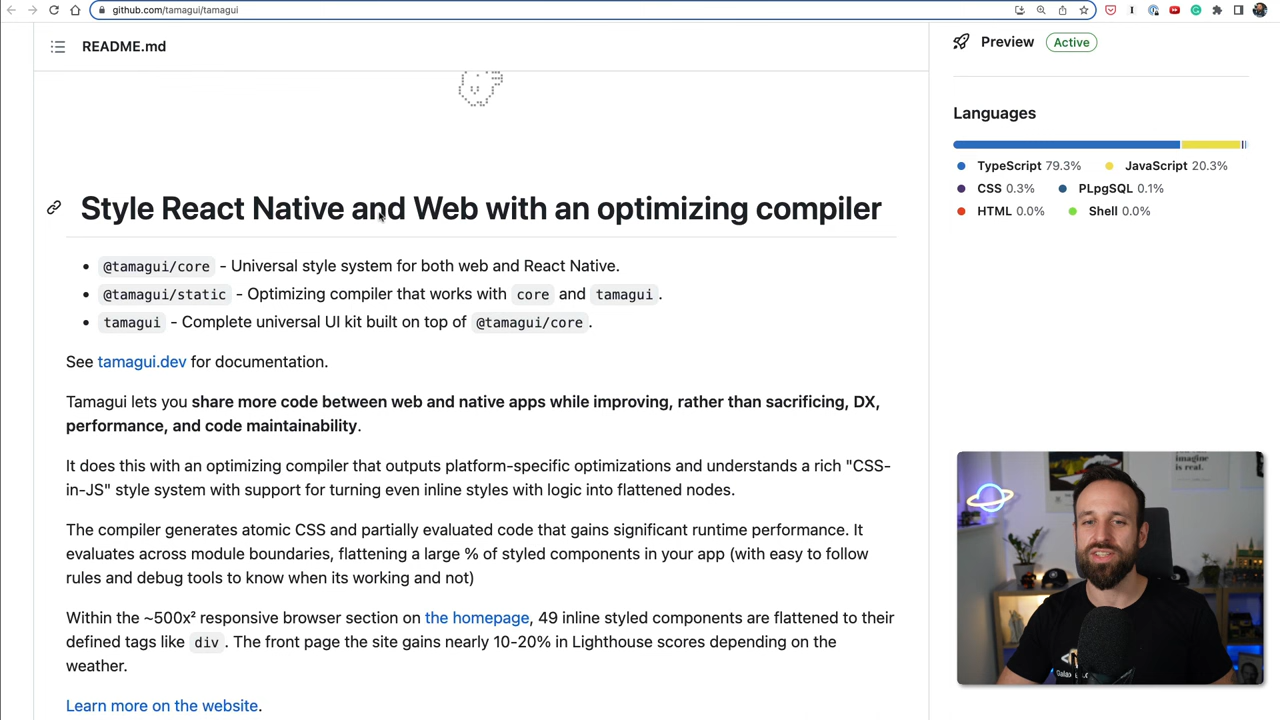 github.com/tamagui/tamagui
README.md
Preview Active
Languages
TypeScript 79.3% JavaScript 20.3%
CSS 0.3% PLpgSQL 0.1%
HTML 0.0% Shell 0.0%
Style React Native and Web with an optimizing compiler
@tamagui/core - Universal style system for both web and React Native.
@tamagui/static - Optimizing compiler that works with core and tamagui.
tamagui - Complete universal UI kit built on top of @tamagui/core.
See tamagui.dev for documentation.
Tamagui lets you share more code between web and native apps while improving, rather than sacrificing, DX,
performance, and code maintainability.
It does this with an optimizing compiler that outputs platform-specific optimizations and understands a rich "CSS-
in-JS" style system with support for turning even inline styles with logic into flattened nodes.
The compiler generates atomic CSS and partially evaluated code that gains significant runtime performance. It
evaluates across module boundaries, flattening a large % of styled components in your app (with easy to follow
rules and debug tools to know when its working and not)
Within the ~500x² responsive browser section on the homepage, 49 inline styled components are flattened to their
defined tags like div. The front page the site gains nearly 10-20% in Lighthouse scores depending on the
weather.
Learn more on the website.
imagine
is real.